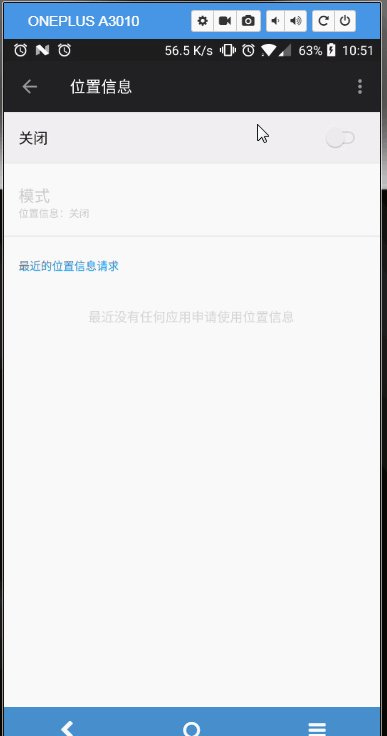 ONEPLUS A3010
56.5 K/s 63% 10:51
位置信息
关闭
模式
位置信息：关闭
最近的位置信息请求
最近没有任何应用申请使用位置信息